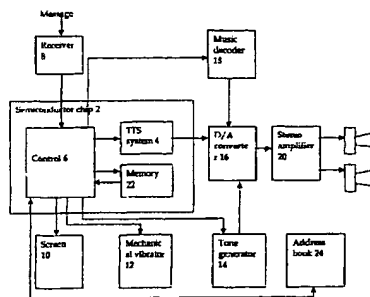 Message
Receiver
8
Music decoder
18
Semiconductor chip 2
Control 6
TTS
system 4
Memory
22
D/A
converte
r 16
Stereo
amplifier
20
Screen
10
Mechanic
al vibrator
12
Tone
generator
14
Address
book 24